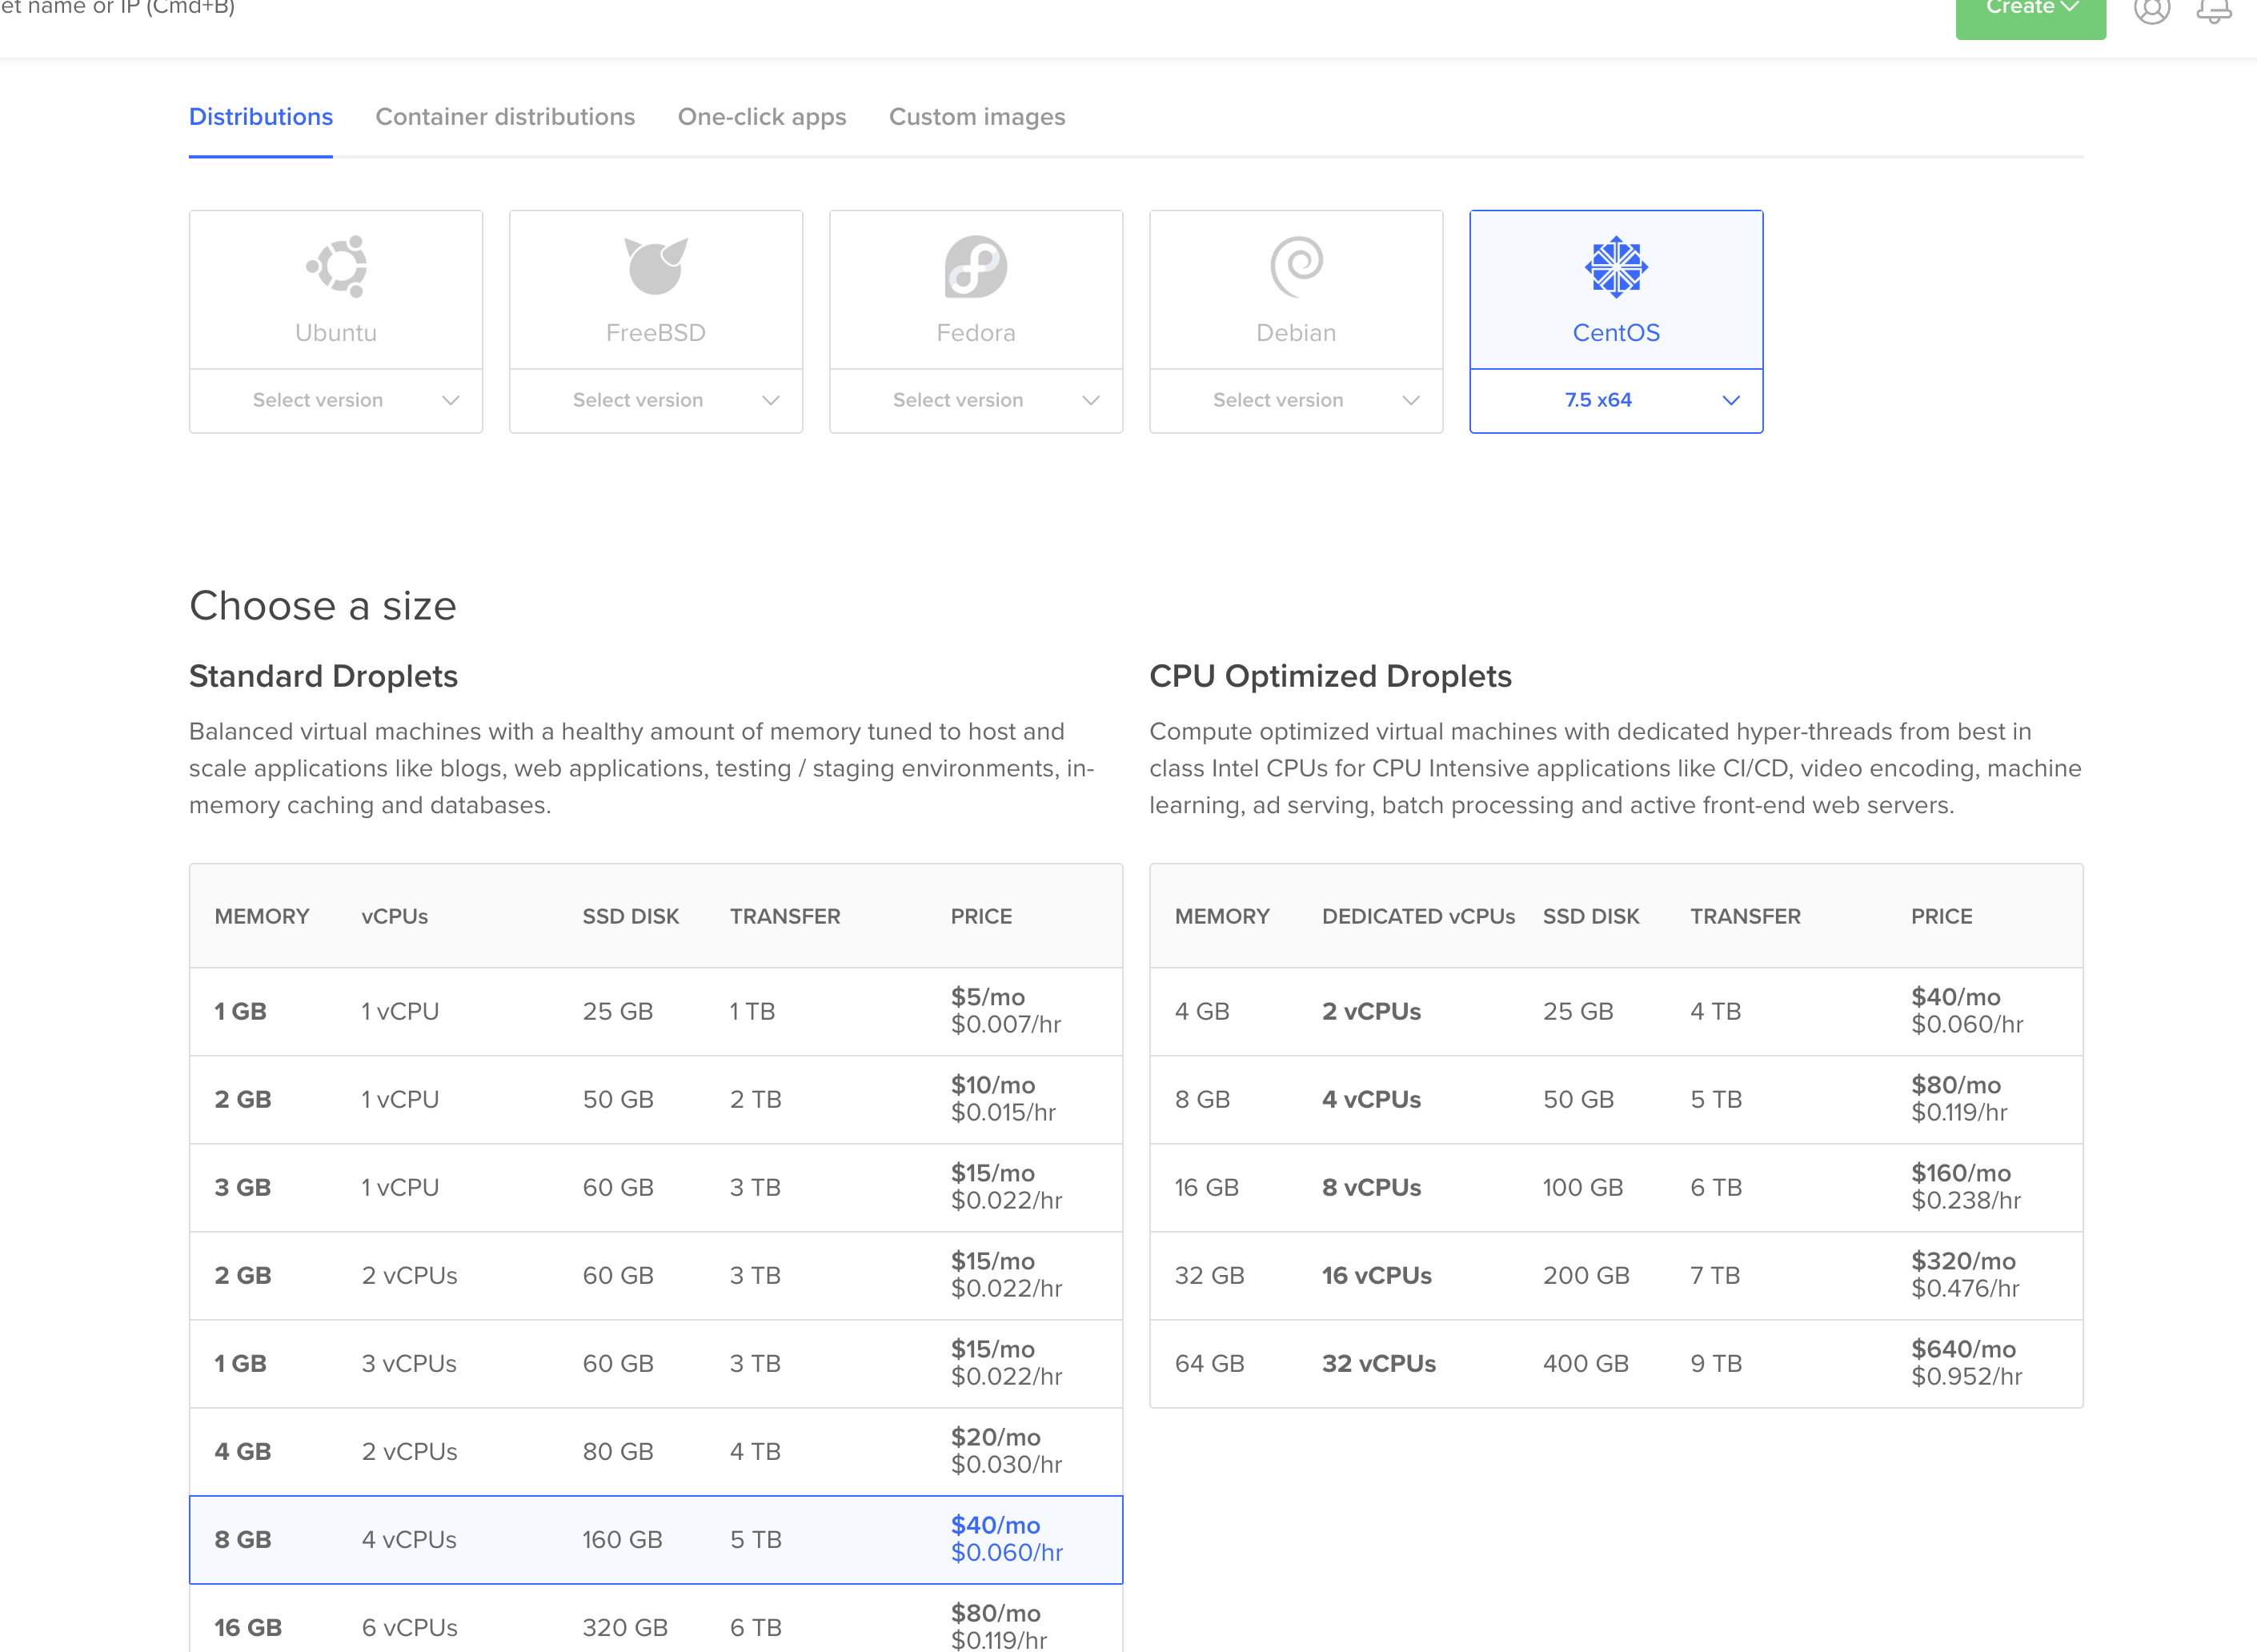 et name or IP (Cmd+B)
Create
Distributions
Container distributions
One-click apps
Custom images
Ubuntu
FreeBSD
Fedora
Debian
CentOS
Select version
Select version
Select version
Select version
7.5 x64
Choose a size
Standard Droplets
Balanced virtual machines with a healthy amount of memory tuned to host and
scale applications like blogs, web applications, testing / staging environments, in-
memory caching and databases.
MEMORY vCPUs SSD DISK TRANSFER PRICE
1 GB 1 vCPU 25 GB 1 TB $5/mo
$0.007/hr
2 GB 1 vCPU 50 GB 2 TB $10/mo
$0.015/hr
3 GB 1 vCPU 60 GB 3 TB $15/mo
$0.022/hr
2 GB 2 vCPUs 60 GB 3 TB $15/mo
$0.022/hr
1 GB 3 vCPUs 60 GB 3 TB $15/mo
$0.022/hr
4 GB 2 vCPUs 80 GB 4 TB $20/mo
$0.030/hr
8 GB 4 vCPUs 160 GB 5 TB $40/mo
$0.060/hr
16 GB 6 vCPUs 320 GB 6 TB $80/mo
$0.119/hr
CPU Optimized Droplets
Compute optimized virtual machines with dedicated hyper-threads from best in
class Intel CPUs for CPU Intensive applications like CI/CD, video encoding, machine
learning, ad serving, batch processing and active front-end web servers.
MEMORY DEDICATED vCPUs SSD DISK TRANSFER PRICE
4 GB 2 vCPUs 25 GB 4 TB $40/mo
$0.060/hr
8 GB 4 vCPUs 50 GB 5 TB $80/mo
$0.119/hr
16 GB 8 vCPUs 100 GB 6 TB $160/mo
$0.238/hr
32 GB 16 vCPUs 200 GB 7 TB $320/mo
$0.476/hr
64 GB 32 vCPUs 400 GB 9 TB $640/mo
$0.952/hr